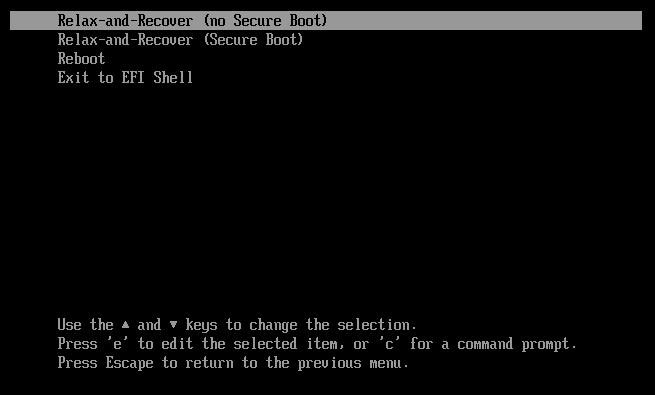 Relax-and-Recover (no Secure Boot)
Relax-and-Recover (Secure Boot)
Reboot
Exit to EFI Shell
Use the ▲ and ▼ keys to change the selection.
Press 'e' to edit the selected item, or 'c' for a command prompt.
Press Escape to return to the previous menu.